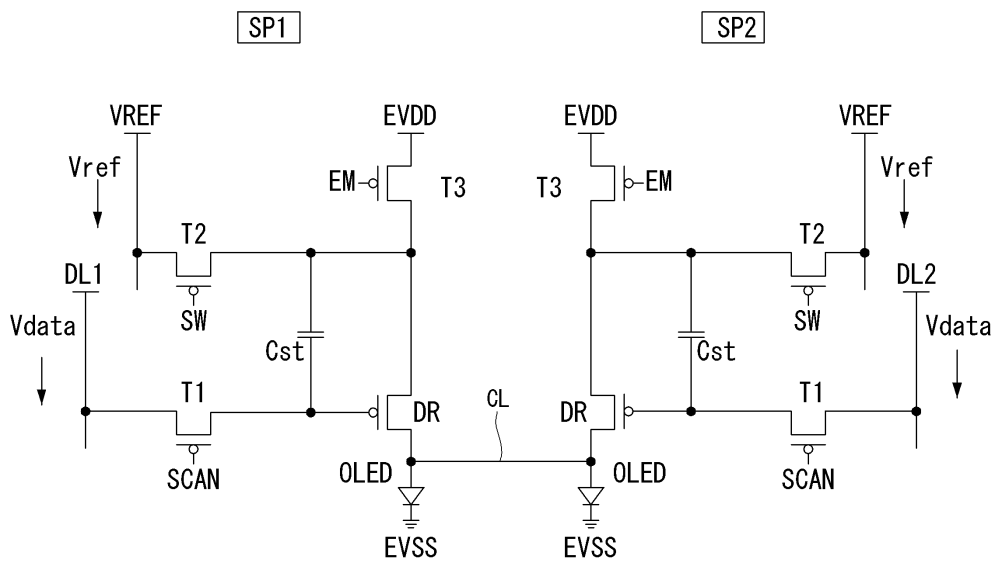 SP1 SP2
VREF EVDD EVDD VREF
Vref EM T3 T3 EM Vref
T2 T2
DL1 DL2
SW SW
Vdata Cst Cst Vdata
T1 DR CL DR T1
SCAN OLED OLED SCAN
EVSS EVSS